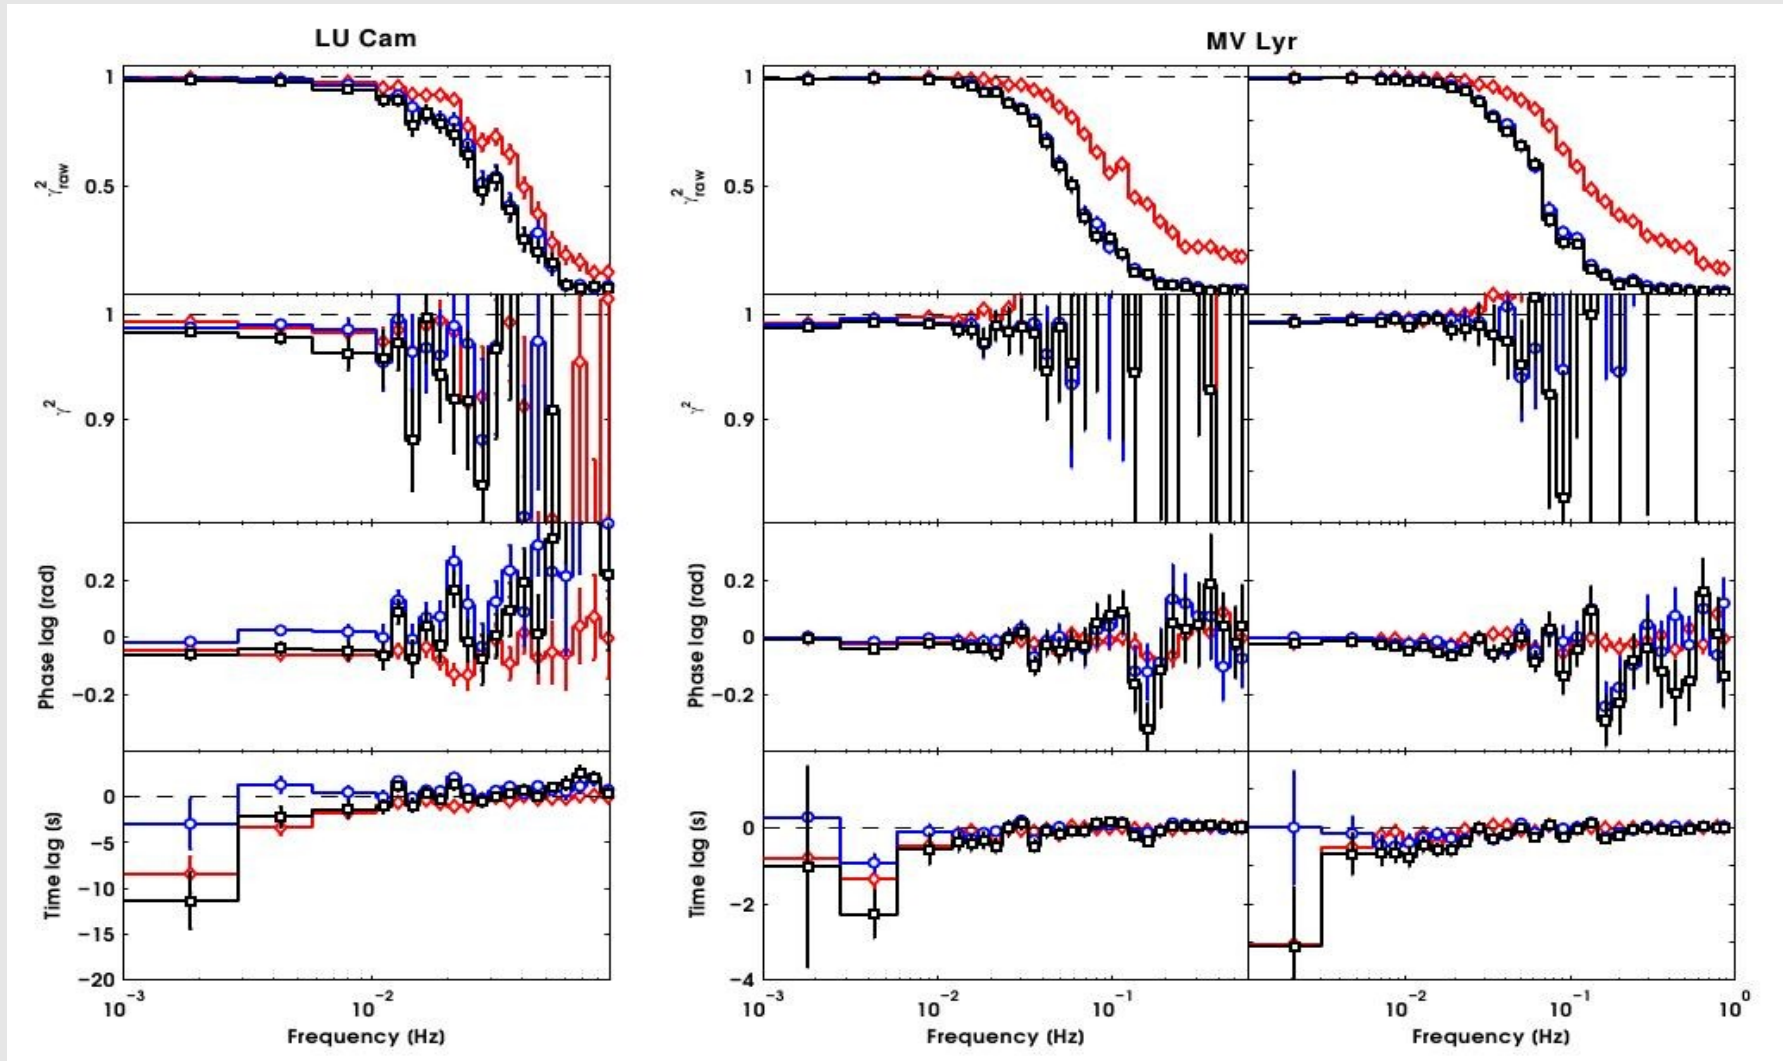 LU Cam
MV Lyr
1
0.5
γ²raw
1
0.5
γ²raw
1
0.9
γ²
1
0.9
γ²
0.2
0
−0.2
Phase lag (rad)
0.2
0
−0.2
Phase lag (rad)
0
−5
−10
−15
−20
Time lag (s)
0
−2
−4
Time lag (s)
10⁻³ 10⁻²
10⁻³ 10⁻² 10⁻¹
10⁻² 10⁻¹ 10⁰
Frequency (Hz)
Frequency (Hz)
Frequency (Hz)